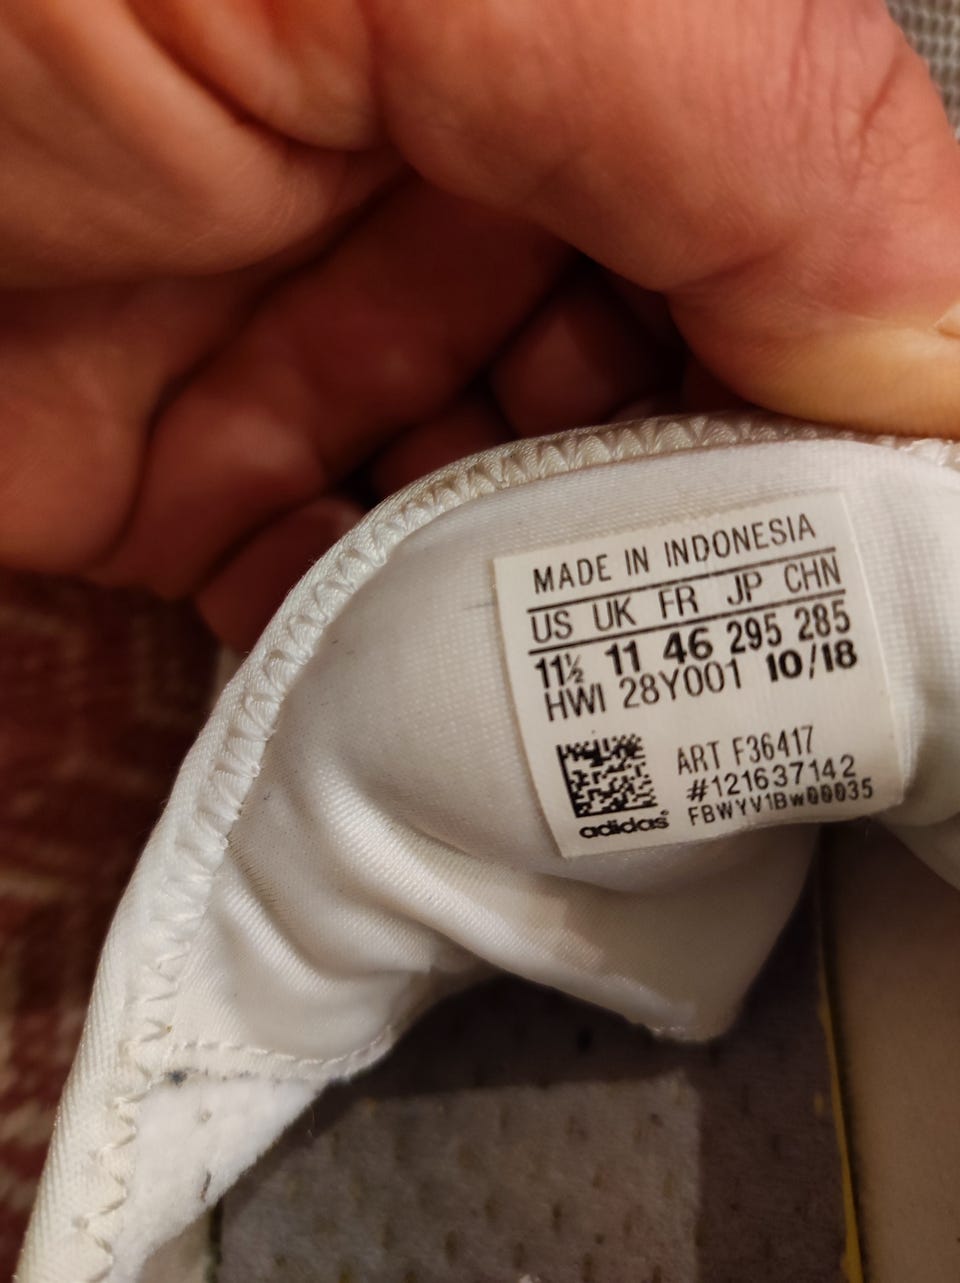 MADE IN INDONESIA
US UK FR JP CHN
11½ 11 46 295 285
HWI 28Y001 10/18
ART F36417
#121637142
FBWYV1Bw00035
adidas